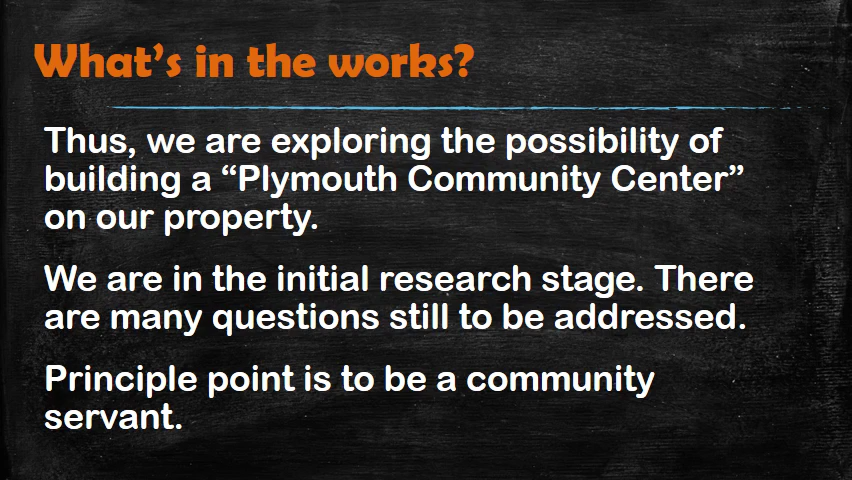 What's in the works?
Thus, we are exploring the possibility of
building a “Plymouth Community Center”
on our property.
We are in the initial research stage. There
are many questions still to be addressed.
Principle point is to be a community
servant.